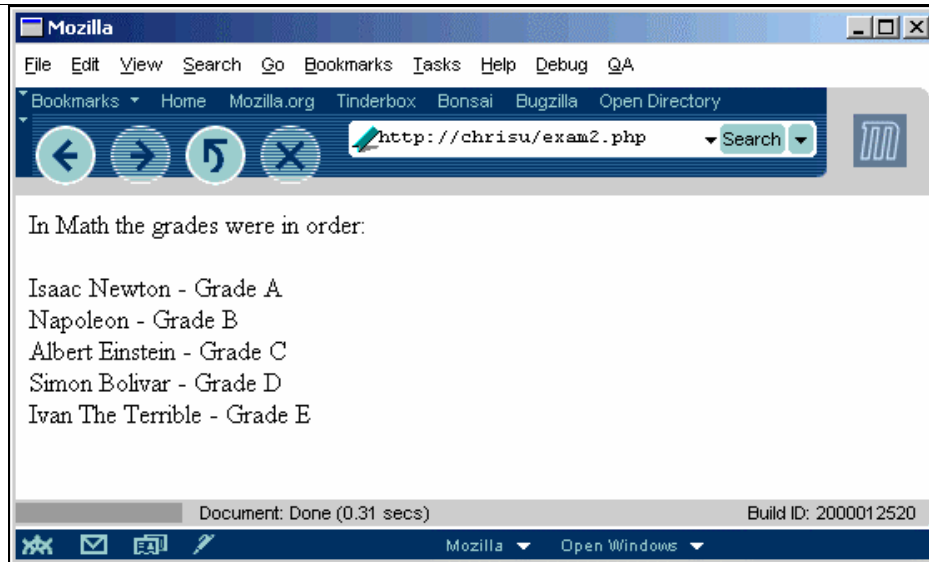 Mozilla
File Edit View Search Go Bookmarks Tasks Help Debug QA
Bookmarks Home Mozilla.org Tinderbox Bonsai Bugzilla Open Directory
http://chrisu/exam2.php Search
In Math the grades were in order:
Isaac Newton - Grade A
Napoleon - Grade B
Albert Einstein - Grade C
Simon Bolivar - Grade D
Ivan The Terrible - Grade E
Document: Done (0.31 secs) Build ID: 2000012520
Mozilla Open Windows